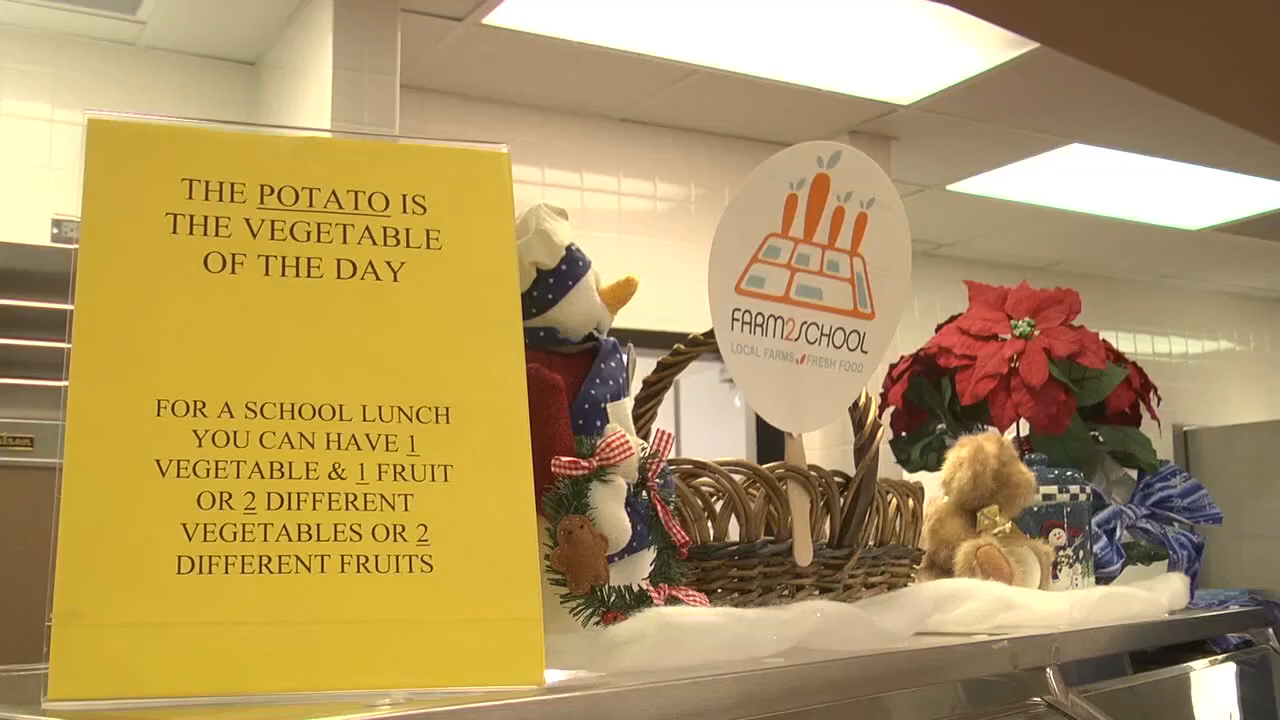 THE POTATO IS
THE VEGETABLE
OF THE DAY
FOR A SCHOOL LUNCH
YOU CAN HAVE 1
VEGETABLE & 1 FRUIT
OR 2 DIFFERENT
VEGETABLES OR 2
DIFFERENT FRUITS
FARM2SCHOOL
LOCAL FARMS FRESH FOOD